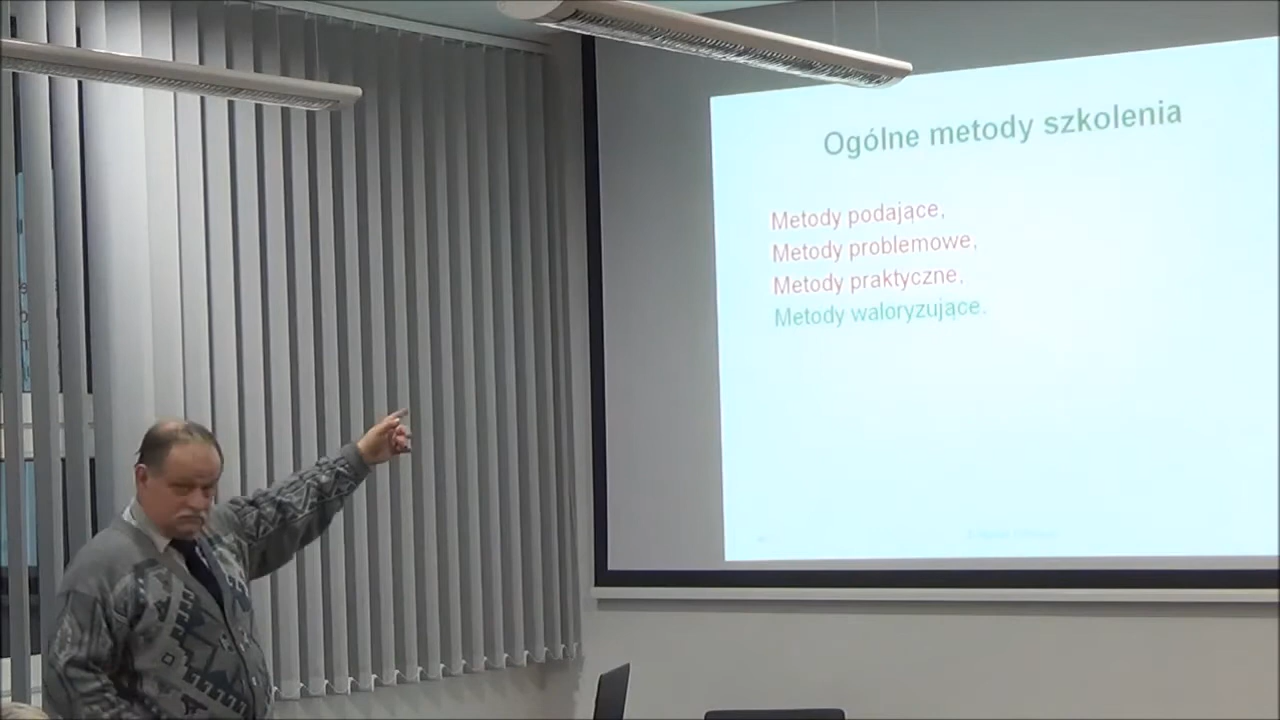 Ogólne metody szkolenia
Metody podające,
Metody problemowe,
Metody praktyczne,
Metody waloryzujące.